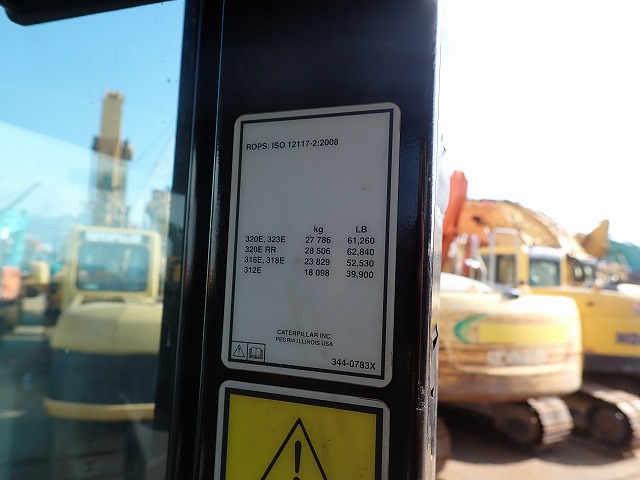 ROPS: ISO 12117-2:2008
kg LB
320E, 323E 27 786 61,260
320E RR 28 506 62,840
316E, 318E 23 829 52,530
312E 18 098 39,900
CATERPILLAR INC.
PEORIA,ILLINOIS USA
344-0783X
CATERPILLAR